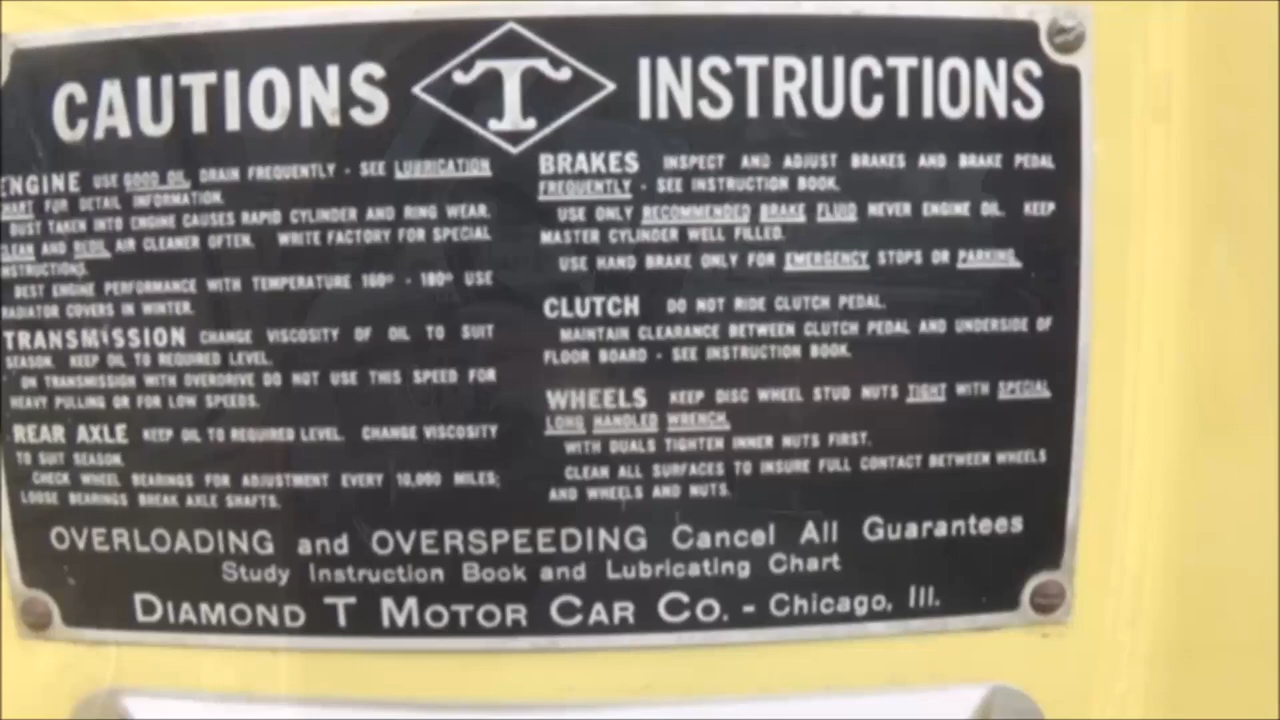 CAUTIONS T INSTRUCTIONS
ENGINE USE GOOD OIL, DRAIN FREQUENTLY - SEE LUBRICATION
CHART FOR DETAIL INFORMATION.
DUST TAKEN INTO ENGINE CAUSES RAPID CYLINDER AND RING WEAR.
CLEAN AND REOIL AIR CLEANER OFTEN. WRITE FACTORY FOR SPECIAL
INSTRUCTIONS.
BEST ENGINE PERFORMANCE WITH TEMPERATURE 160° - 180° USE
RADIATOR COVERS IN WINTER.
TRANSMISSION CHANGE VISCOSITY OF OIL TO SUIT
SEASON. KEEP OIL TO REQUIRED LEVEL.
ON TRANSMISSION WITH OVERDRIVE DO NOT USE THIS SPEED FOR
HEAVY PULLING OR FOR LOW SPEEDS.
REAR AXLE KEEP OIL TO REQUIRED LEVEL. CHANGE VISCOSITY
TO SUIT SEASON.
CHECK WHEEL BEARINGS FOR ADJUSTMENT EVERY 10,000 MILES;
LOOSE BEARINGS BREAK AXLE SHAFTS.
BRAKES INSPECT AND ADJUST BRAKES AND BRAKE PEDAL
FREQUENTLY - SEE INSTRUCTION BOOK.
USE ONLY RECOMMENDED BRAKE FLUID NEVER ENGINE OIL. KEEP
MASTER CYLINDER WELL FILLED.
USE HAND BRAKE ONLY FOR EMERGENCY STOPS OR PARKING.
CLUTCH DO NOT RIDE CLUTCH PEDAL.
MAINTAIN CLEARANCE BETWEEN CLUTCH PEDAL AND UNDERSIDE OF
FLOOR BOARD - SEE INSTRUCTION BOOK.
WHEELS KEEP DISC WHEEL STUD NUTS TIGHT WITH SPECIAL
LONG HANDLED WRENCH.
WITH DUALS TIGHTEN INNER NUTS FIRST.
CLEAN ALL SURFACES TO INSURE FULL CONTACT BETWEEN WHEELS
AND WHEELS AND NUTS.
OVERLOADING and OVERSPEEDING Cancel All Guarantees
Study Instruction Book and Lubricating Chart
DIAMOND T MOTOR CAR CO. - Chicago, Ill.